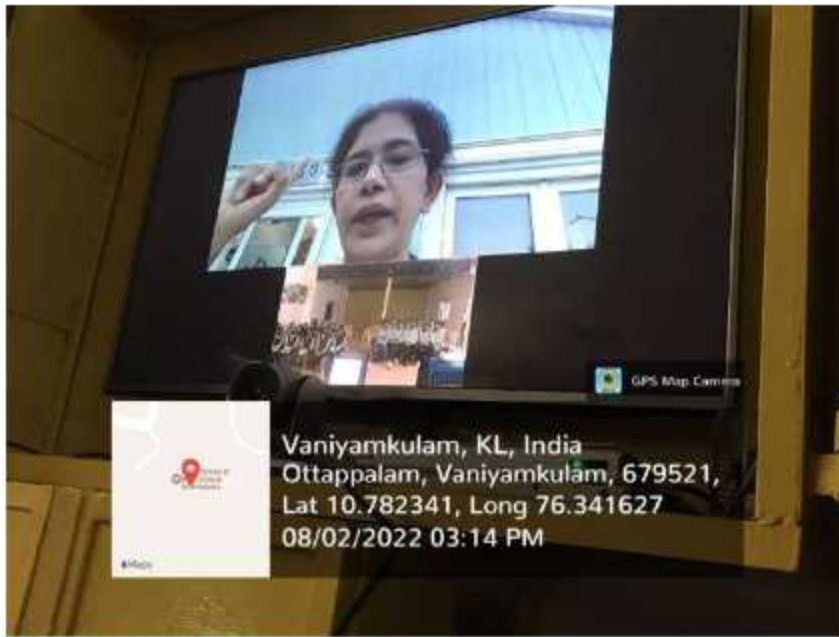 GPS Map Camera
Vaniyamkulam, KL, India
Ottappalam, Vaniyamkulam, 679521,
Lat 10.782341, Long 76.341627
08/02/2022 03:14 PM
Maps